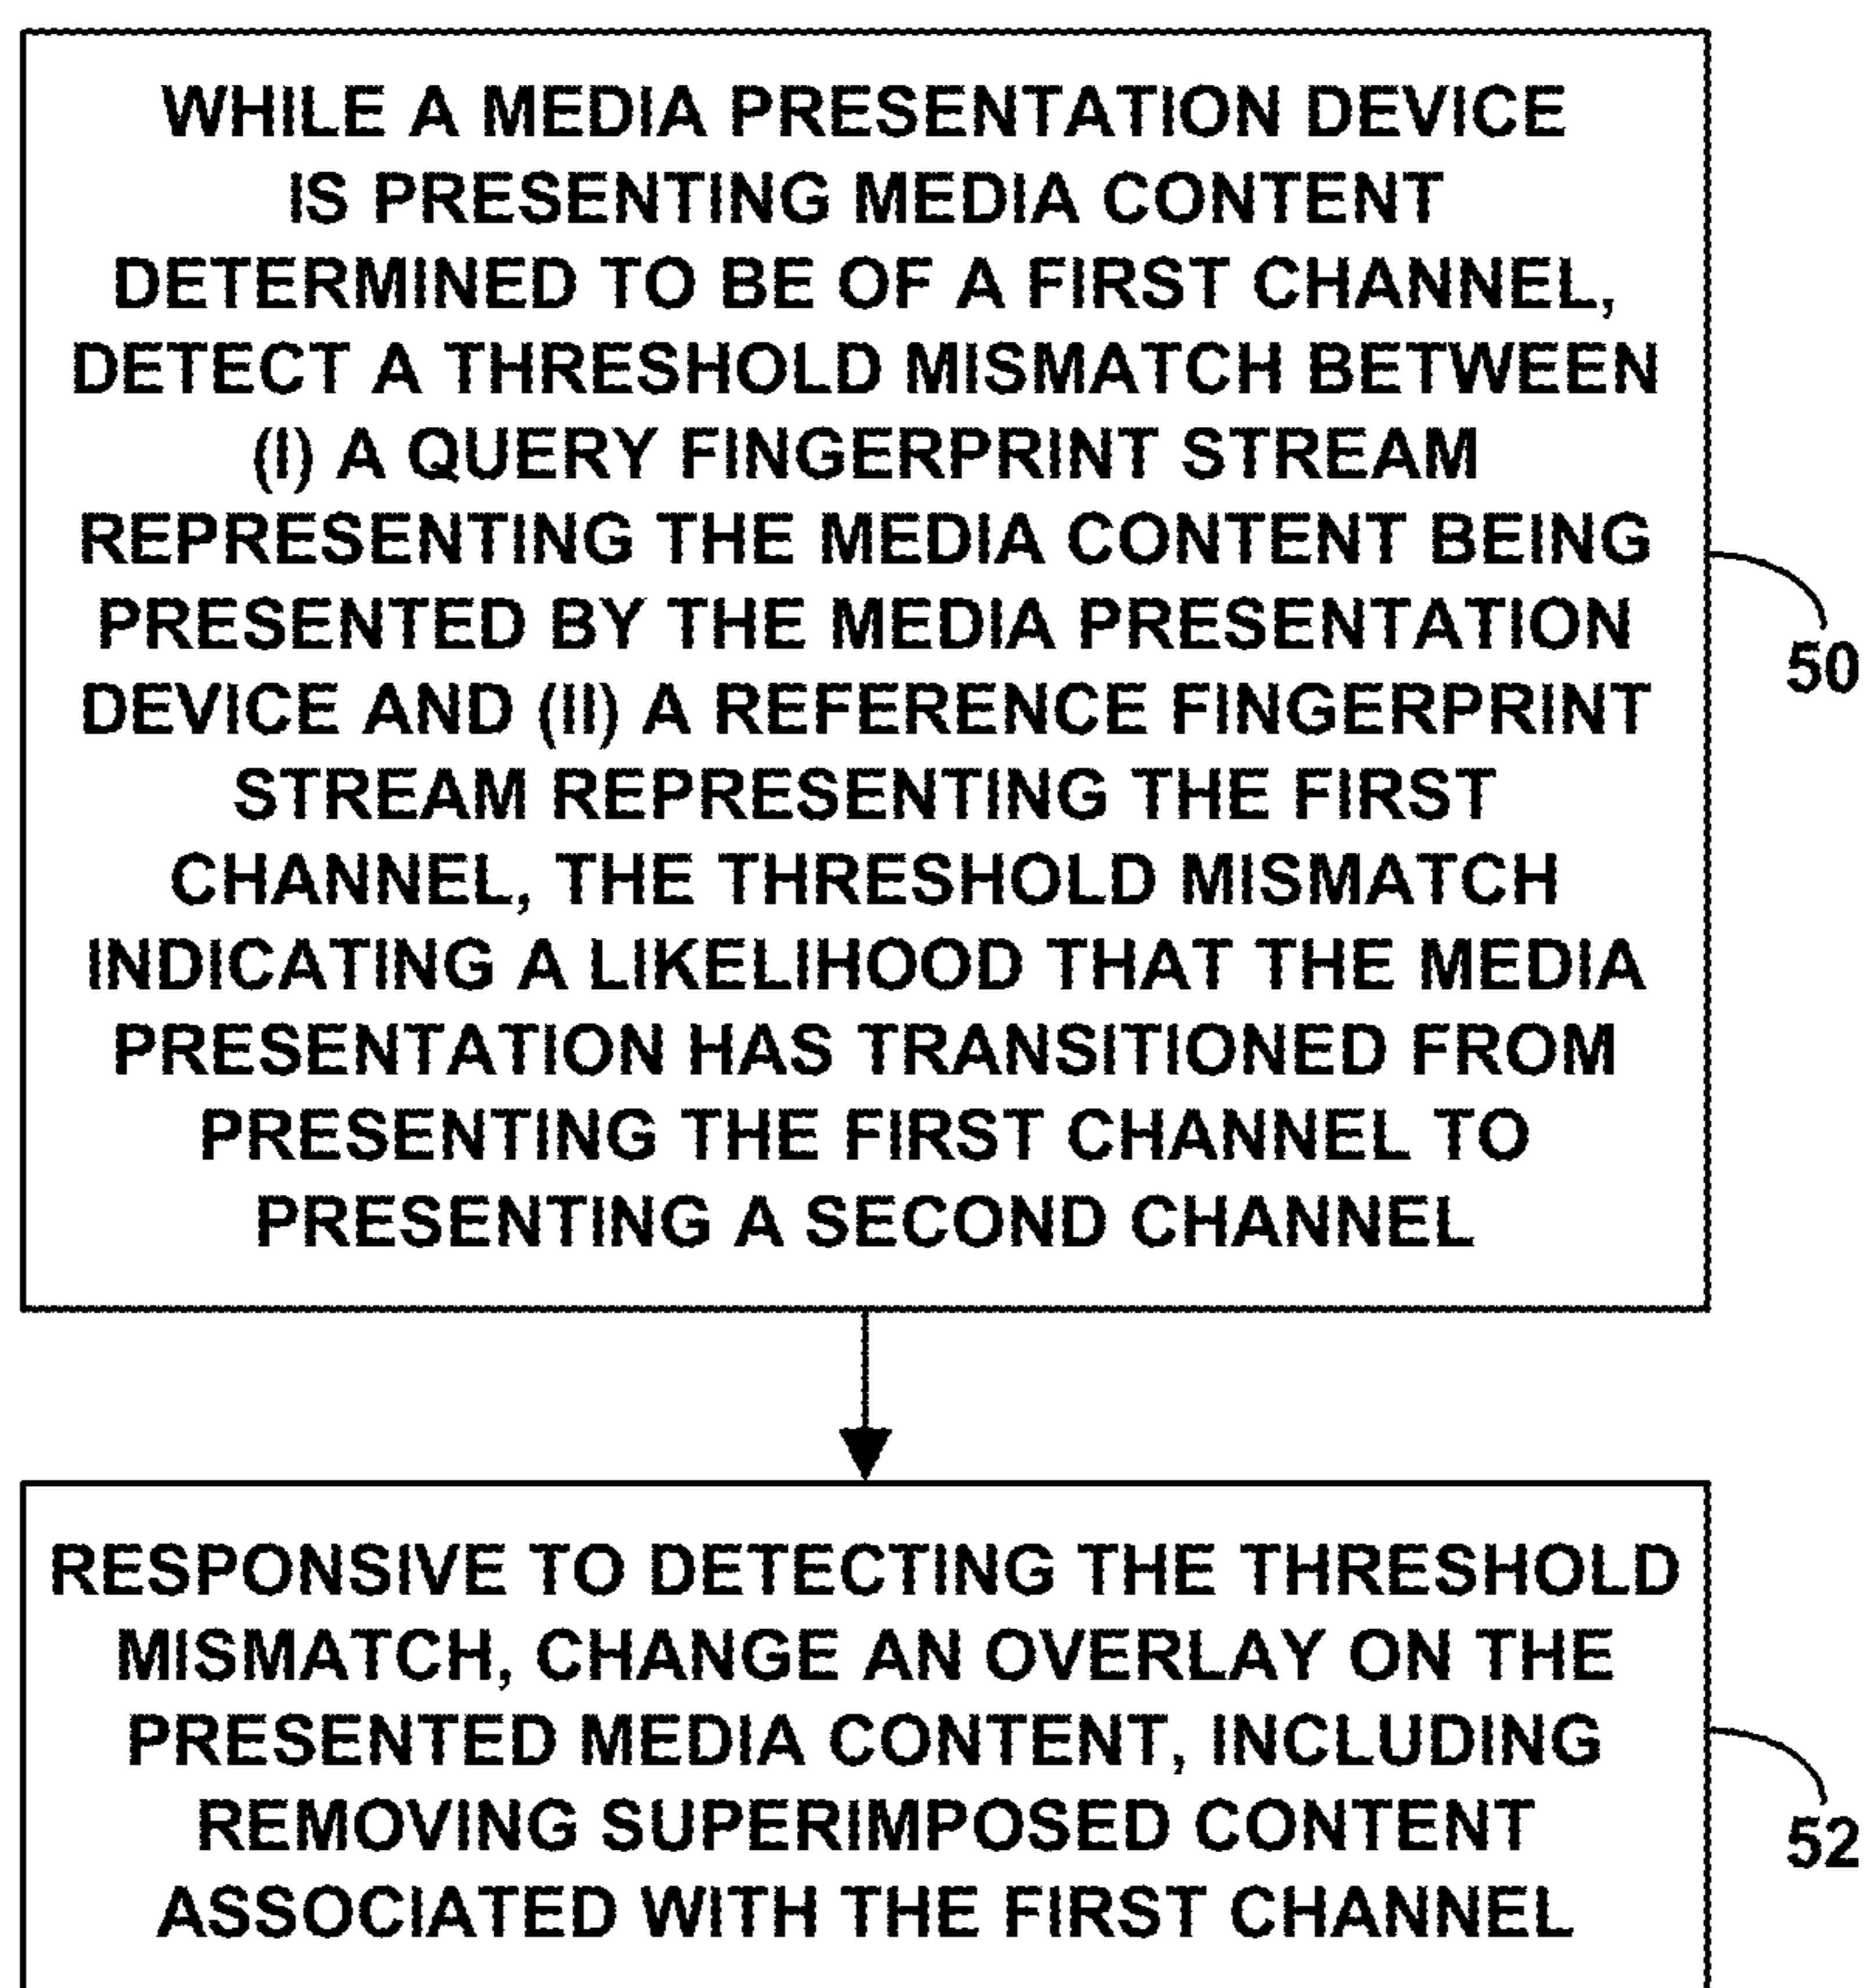 WHILE A MEDIA PRESENTATION DEVICE
IS PRESENTING MEDIA CONTENT
DETERMINED TO BE OF A FIRST CHANNEL,
DETECT A THRESHOLD MISMATCH BETWEEN
(I) A QUERY FINGERPRINT STREAM
REPRESENTING THE MEDIA CONTENT BEING
PRESENTED BY THE MEDIA PRESENTATION
DEVICE AND (II) A REFERENCE FINGERPRINT
STREAM REPRESENTING THE FIRST
CHANNEL, THE THRESHOLD MISMATCH
INDICATING A LIKELIHOOD THAT THE MEDIA
PRESENTATION HAS TRANSITIONED FROM
PRESENTING THE FIRST CHANNEL TO
PRESENTING A SECOND CHANNEL
50
RESPONSIVE TO DETECTING THE THRESHOLD
MISMATCH, CHANGE AN OVERLAY ON THE
PRESENTED MEDIA CONTENT, INCLUDING
REMOVING SUPERIMPOSED CONTENT
ASSOCIATED WITH THE FIRST CHANNEL
52